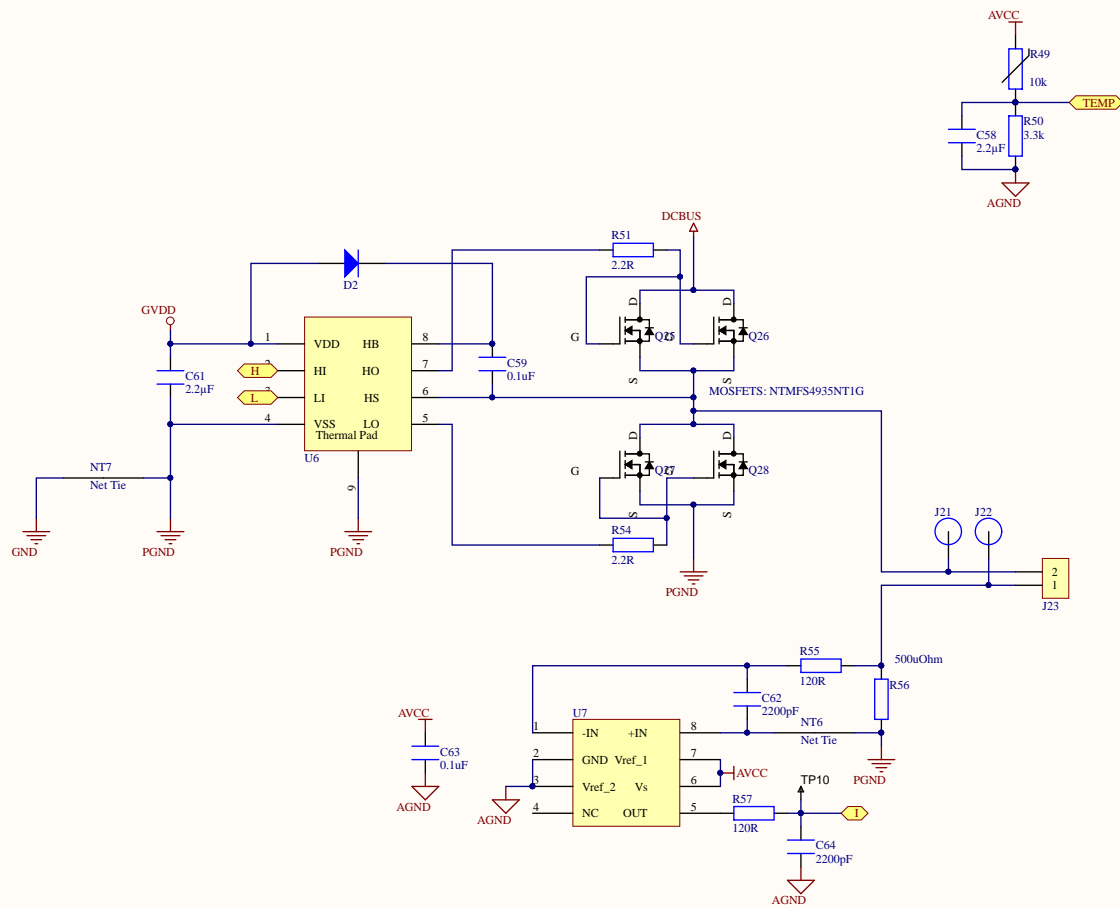 AVCC
R49
10k
TEMP
R50
3.3k
C58
2.2µF
AGND
DCBUS
R51
2.2R
D2
GVDD
1
VDD
HB
8
H
HI
HO
7
L
LI
HS
6
4
VSS
LO
5
Thermal Pad
U6
9
C61
2.2µF
C59
0.1uF
D
D
G
Q25
G
Q26
S
S
MOSFETS: NTMFS4935NT1G
D
D
G
Q27
G
Q28
S
S
NT7
Net Tie
GND
PGND
PGND
R54
2.2R
PGND
J21
J22
2
1
J23
R55
120R
500uOhm
R56
C62
2200pF
NT6
Net Tie
PGND
U7
1
-IN
+IN
8
2
GND
Vref_1
7
3
Vref_2
Vs
6
4
NC
OUT
5
AVCC
C63
0.1uF
AGND
AGND
AVCC
TP10
R57
120R
I
C64
2200pF
AGND